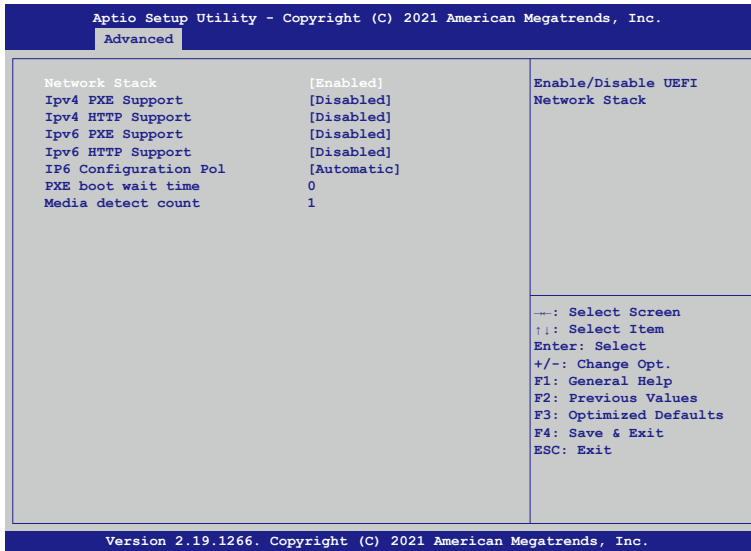 Aptio Setup Utility - Copyright (C) 2021 American Megatrends, Inc.
Advanced
Network Stack [Enabled]
Ipv4 PXE Support [Disabled]
Ipv4 HTTP Support [Disabled]
Ipv6 PXE Support [Disabled]
Ipv6 HTTP Support [Disabled]
IP6 Configuration Pol [Automatic]
PXE boot wait time 0
Media detect count 1
Enable/Disable UEFI
Network Stack
→←: Select Screen
↑↓: Select Item
Enter: Select
+/-: Change Opt.
F1: General Help
F2: Previous Values
F3: Optimized Defaults
F4: Save & Exit
ESC: Exit
Version 2.19.1266. Copyright (C) 2021 American Megatrends, Inc.